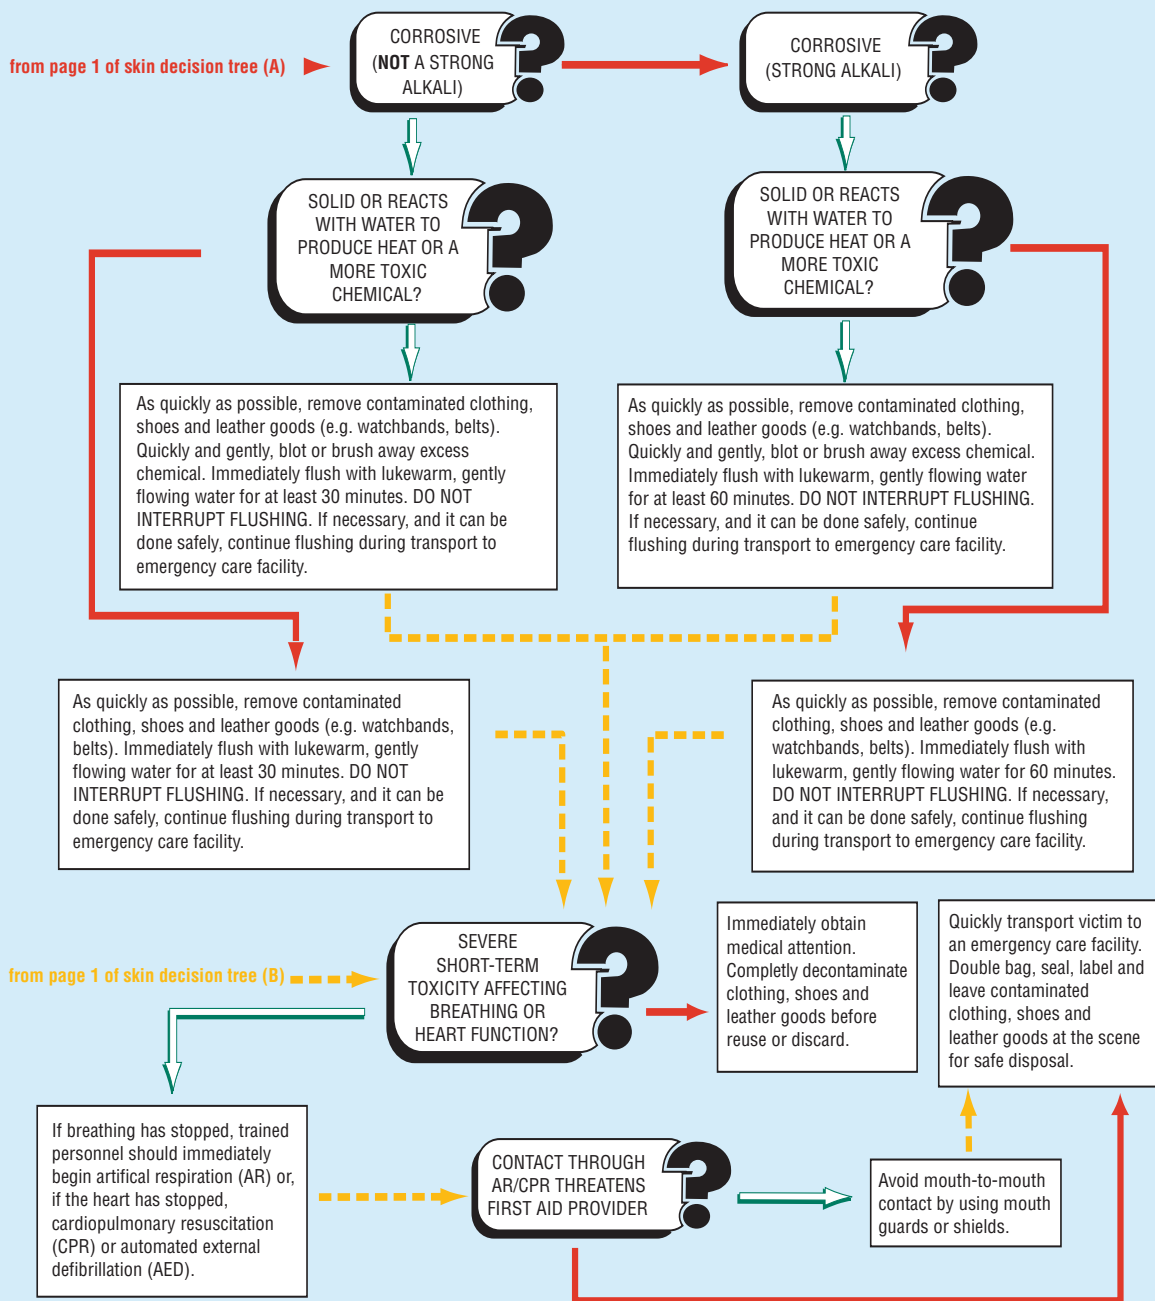 from page 1 of skin decision tree (A)
CORROSIVE
(NOT A STRONG
ALKALI)
CORROSIVE
(STRONG ALKALI)
SOLID OR REACTS
WITH WATER TO
PRODUCE HEAT OR A
MORE TOXIC
CHEMICAL?
SOLID OR REACTS
WITH WATER TO
PRODUCE HEAT OR A
MORE TOXIC
CHEMICAL?
As quickly as possible, remove contaminated clothing,
shoes and leather goods (e.g. watchbands, belts).
Quickly and gently, blot or brush away excess
chemical. Immediately flush with lukewarm, gently
flowing water for at least 30 minutes. DO NOT
INTERRUPT FLUSHING. If necessary, and it can be
done safely, continue flushing during transport to
emergency care facility.
As quickly as possible, remove contaminated clothing,
shoes and leather goods (e.g. watchbands, belts).
Quickly and gently, blot or brush away excess chemical.
Immediately flush with lukewarm, gently flowing water
for at least 60 minutes. DO NOT INTERRUPT FLUSHING.
If necessary, and it can be done safely, continue
flushing during transport to emergency care facility.
As quickly as possible, remove contaminated
clothing, shoes and leather goods (e.g. watchbands,
belts). Immediately flush with lukewarm, gently
flowing water for at least 30 minutes. DO NOT
INTERRUPT FLUSHING. If necessary, and it can be
done safely, continue flushing during transport to
emergency care facility.
As quickly as possible, remove contaminated
clothing, shoes and leather goods (e.g.
watchbands, belts). Immediately flush with
lukewarm, gently flowing water for 60 minutes.
DO NOT INTERRUPT FLUSHING. If necessary,
and it can be done safely, continue flushing
during transport to emergency care facility.
from page 1 of skin decision tree (B)
SEVERE
SHORT-TERM
TOXICITY AFFECTING
BREATHING OR
HEART FUNCTION?
Immediately obtain
medical attention.
Completly decontaminate
clothing, shoes and
leather goods before
reuse or discard.
Quickly transport victim to
an emergency care facility.
Double bag, seal, label and
leave contaminated
clothing, shoes and
leather goods at the scene
for safe disposal.
If breathing has stopped, trained
personnel should immediately
begin artifical respiration (AR) or,
if the heart has stopped,
cardiopulmonary resuscitation
(CPR) or automated external
defibrillation (AED).
CONTACT THROUGH
AR/CPR THREATENS
FIRST AID PROVIDER
Avoid mouth-to-mouth
contact by using mouth
guards or shields.